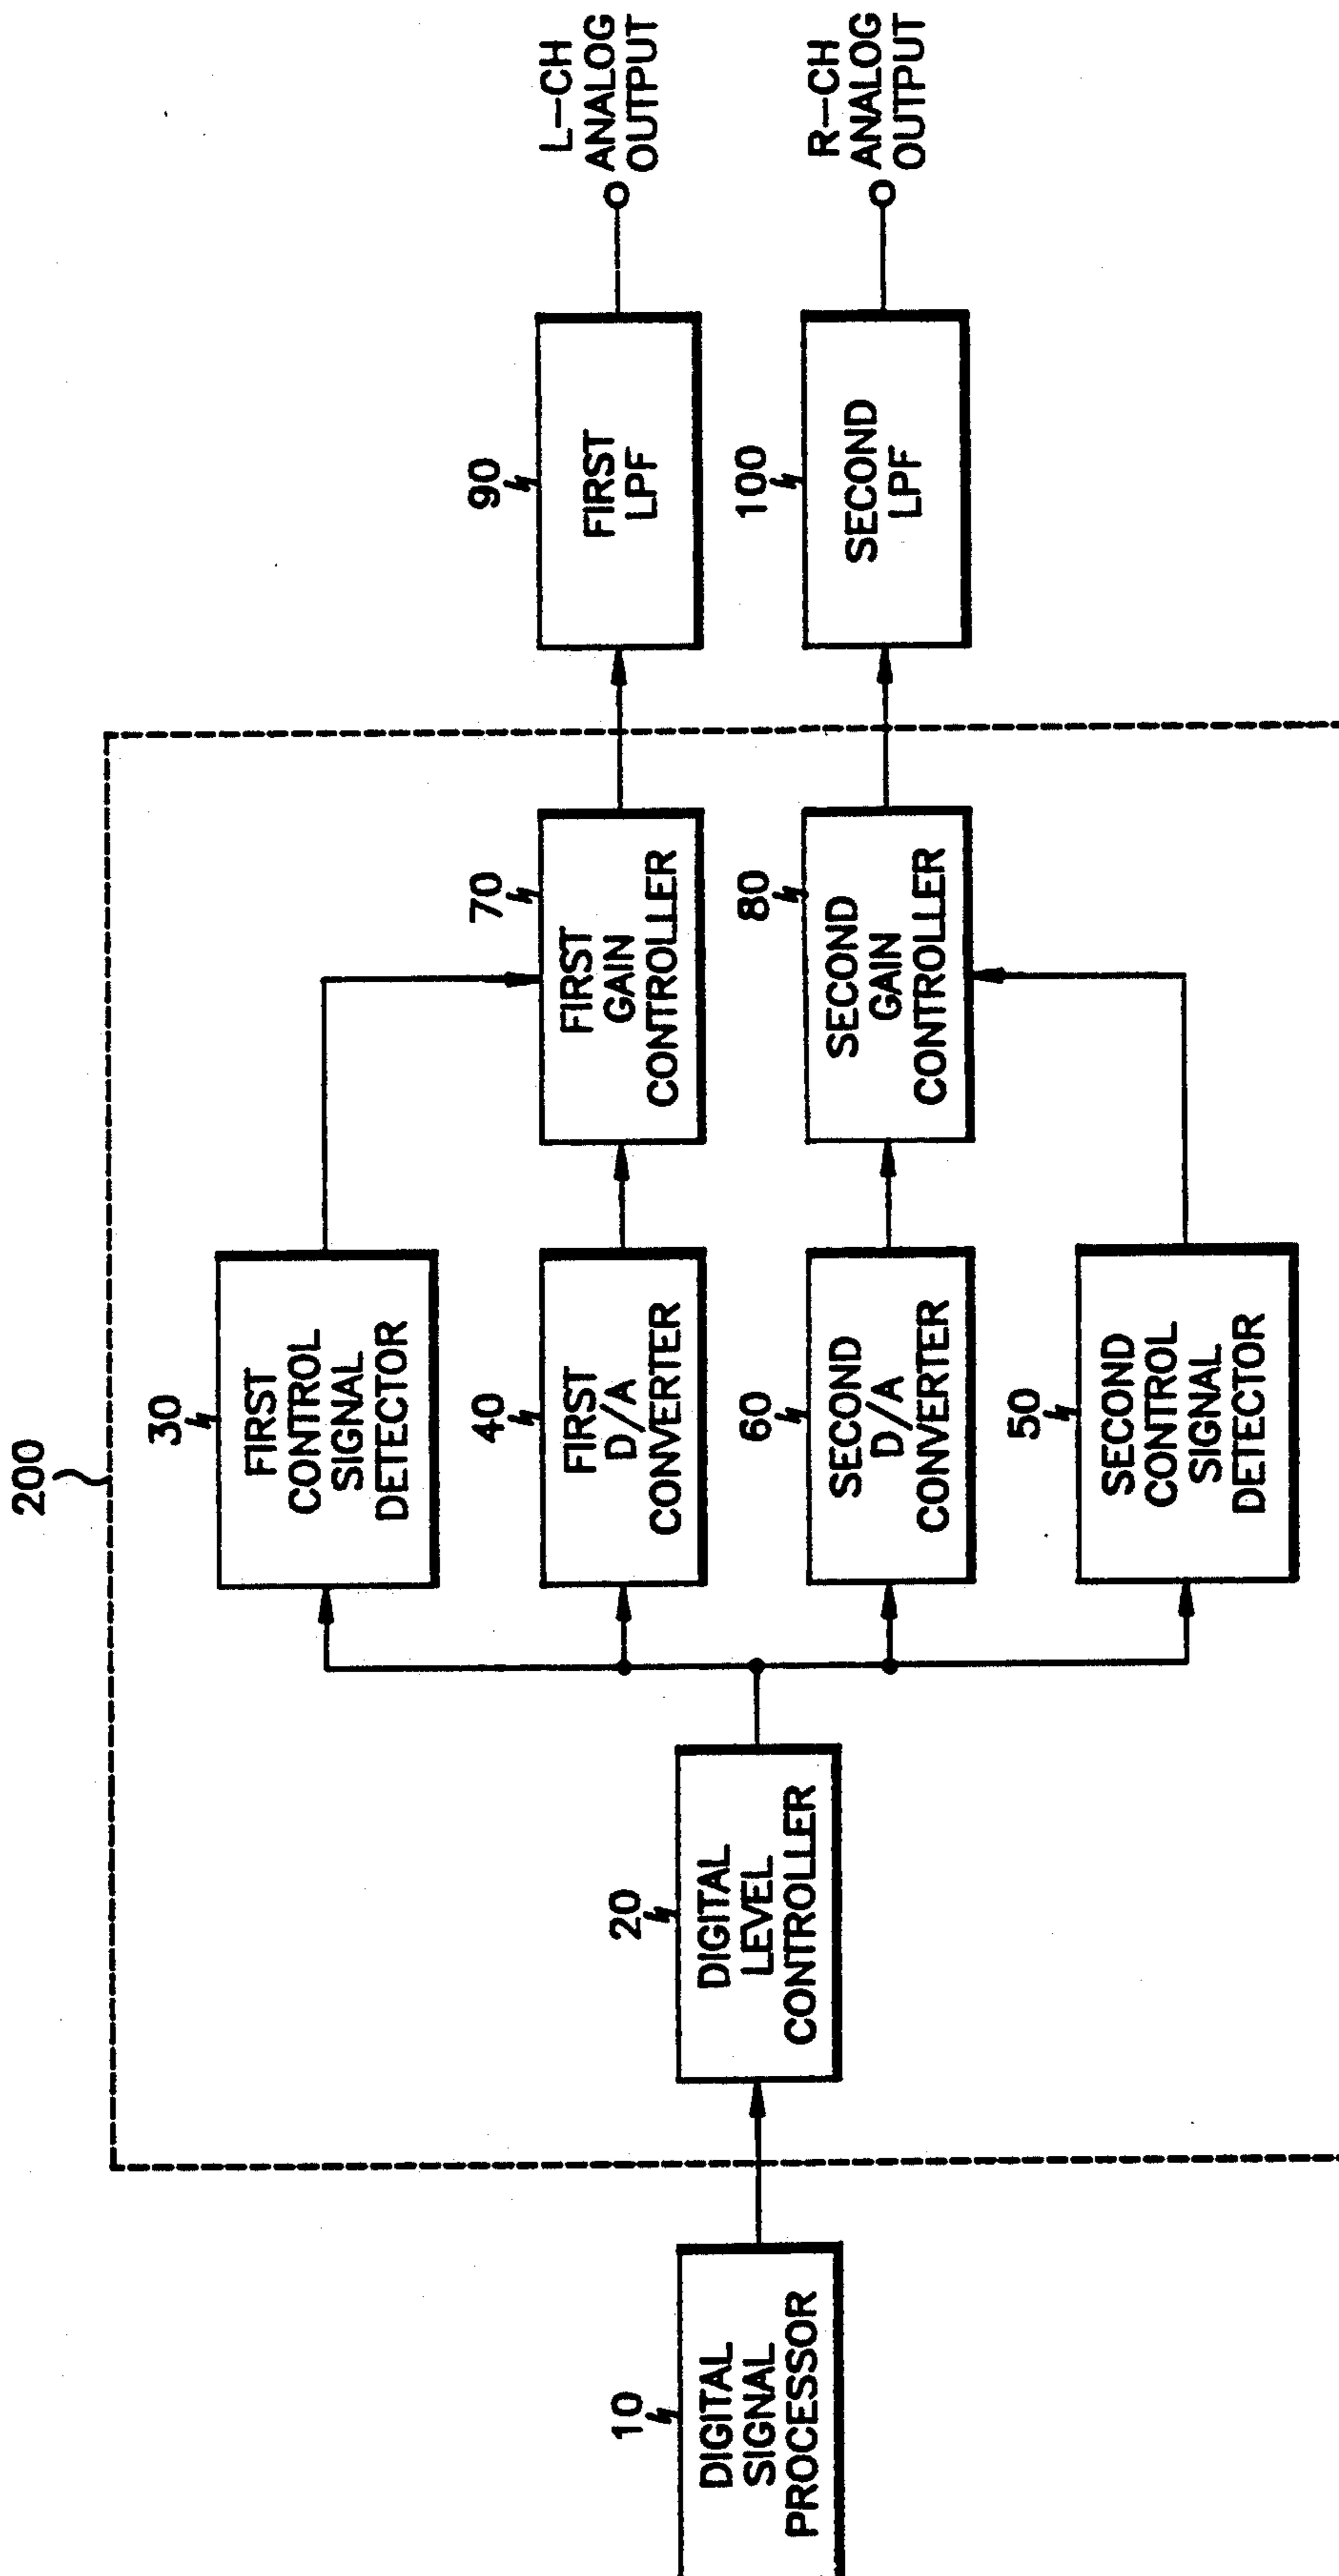 200
10
DIGITAL
SIGNAL
PROCESSOR
20
DIGITAL
LEVEL
CONTROLLER
30
FIRST
CONTROL
SIGNAL
DETECTOR
40
FIRST
D/A
CONVERTER
60
SECOND
D/A
CONVERTER
50
SECOND
CONTROL
SIGNAL
DETECTOR
70
FIRST
GAIN
CONTROLLER
80
SECOND
GAIN
CONTROLLER
90
FIRST
LPF
100
SECOND
LPF
L-CH
ANALOG
OUTPUT
R-CH
ANALOG
OUTPUT